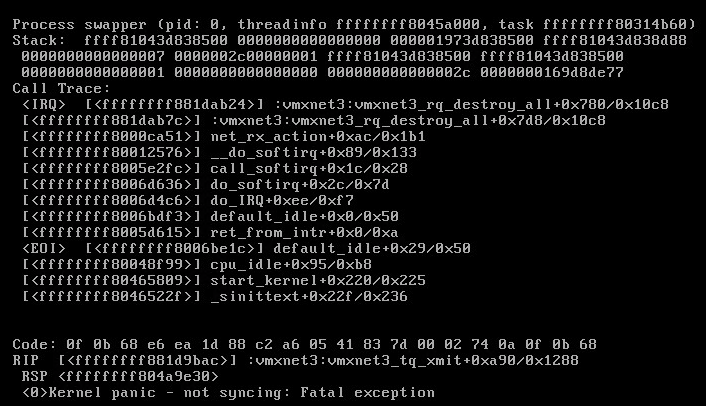 Process swapper (pid: 0, threadinfo ffffffff8045a000, task ffffffff80314b60)
Stack:  ffff81043d838500 0000000000000000 000001973d838500 ffff81043d838d88
 0000000000000007 0000002c00000001 ffff81043d838500 ffff81043d838500
 0000000000000001 0000000000000000 000000000000002c 0000000169d8de77
Call Trace:
 <IRQ>  [<ffffffff881dab24>] :vmxnet3:vmxnet3_rq_destroy_all+0x780/0x10c8
 [<ffffffff881dab7c>] :vmxnet3:vmxnet3_rq_destroy_all+0x7d8/0x10c8
 [<ffffffff8000ca51>] net_rx_action+0xac/0x1b1
 [<ffffffff80012576>] __do_softirq+0x89/0x133
 [<ffffffff8005e2fc>] call_softirq+0x1c/0x28
 [<ffffffff8006d636>] do_softirq+0x2c/0x7d
 [<ffffffff8006d4c6>] do_IRQ+0xee/0xf7
 [<ffffffff8006bdf3>] default_idle+0x0/0x50
 [<ffffffff8005d615>] ret_from_intr+0x0/0xa
 <EOI>  [<ffffffff8006be1c>] default_idle+0x29/0x50
 [<ffffffff80048f99>] cpu_idle+0x95/0xb8
 [<ffffffff80465809>] start_kernel+0x220/0x225
 [<ffffffff8046522f>] _sinittext+0x22f/0x236
Code: 0f 0b 68 e6 ea 1d 88 c2 a6 05 41 83 7d 00 02 74 0a 0f 0b 68
RIP  [<ffffffff881d9bac>] :vmxnet3:vmxnet3_tq_xmit+0xa90/0x1288
 RSP <ffffffff804a9e30>
 <0>Kernel panic - not syncing: Fatal exception